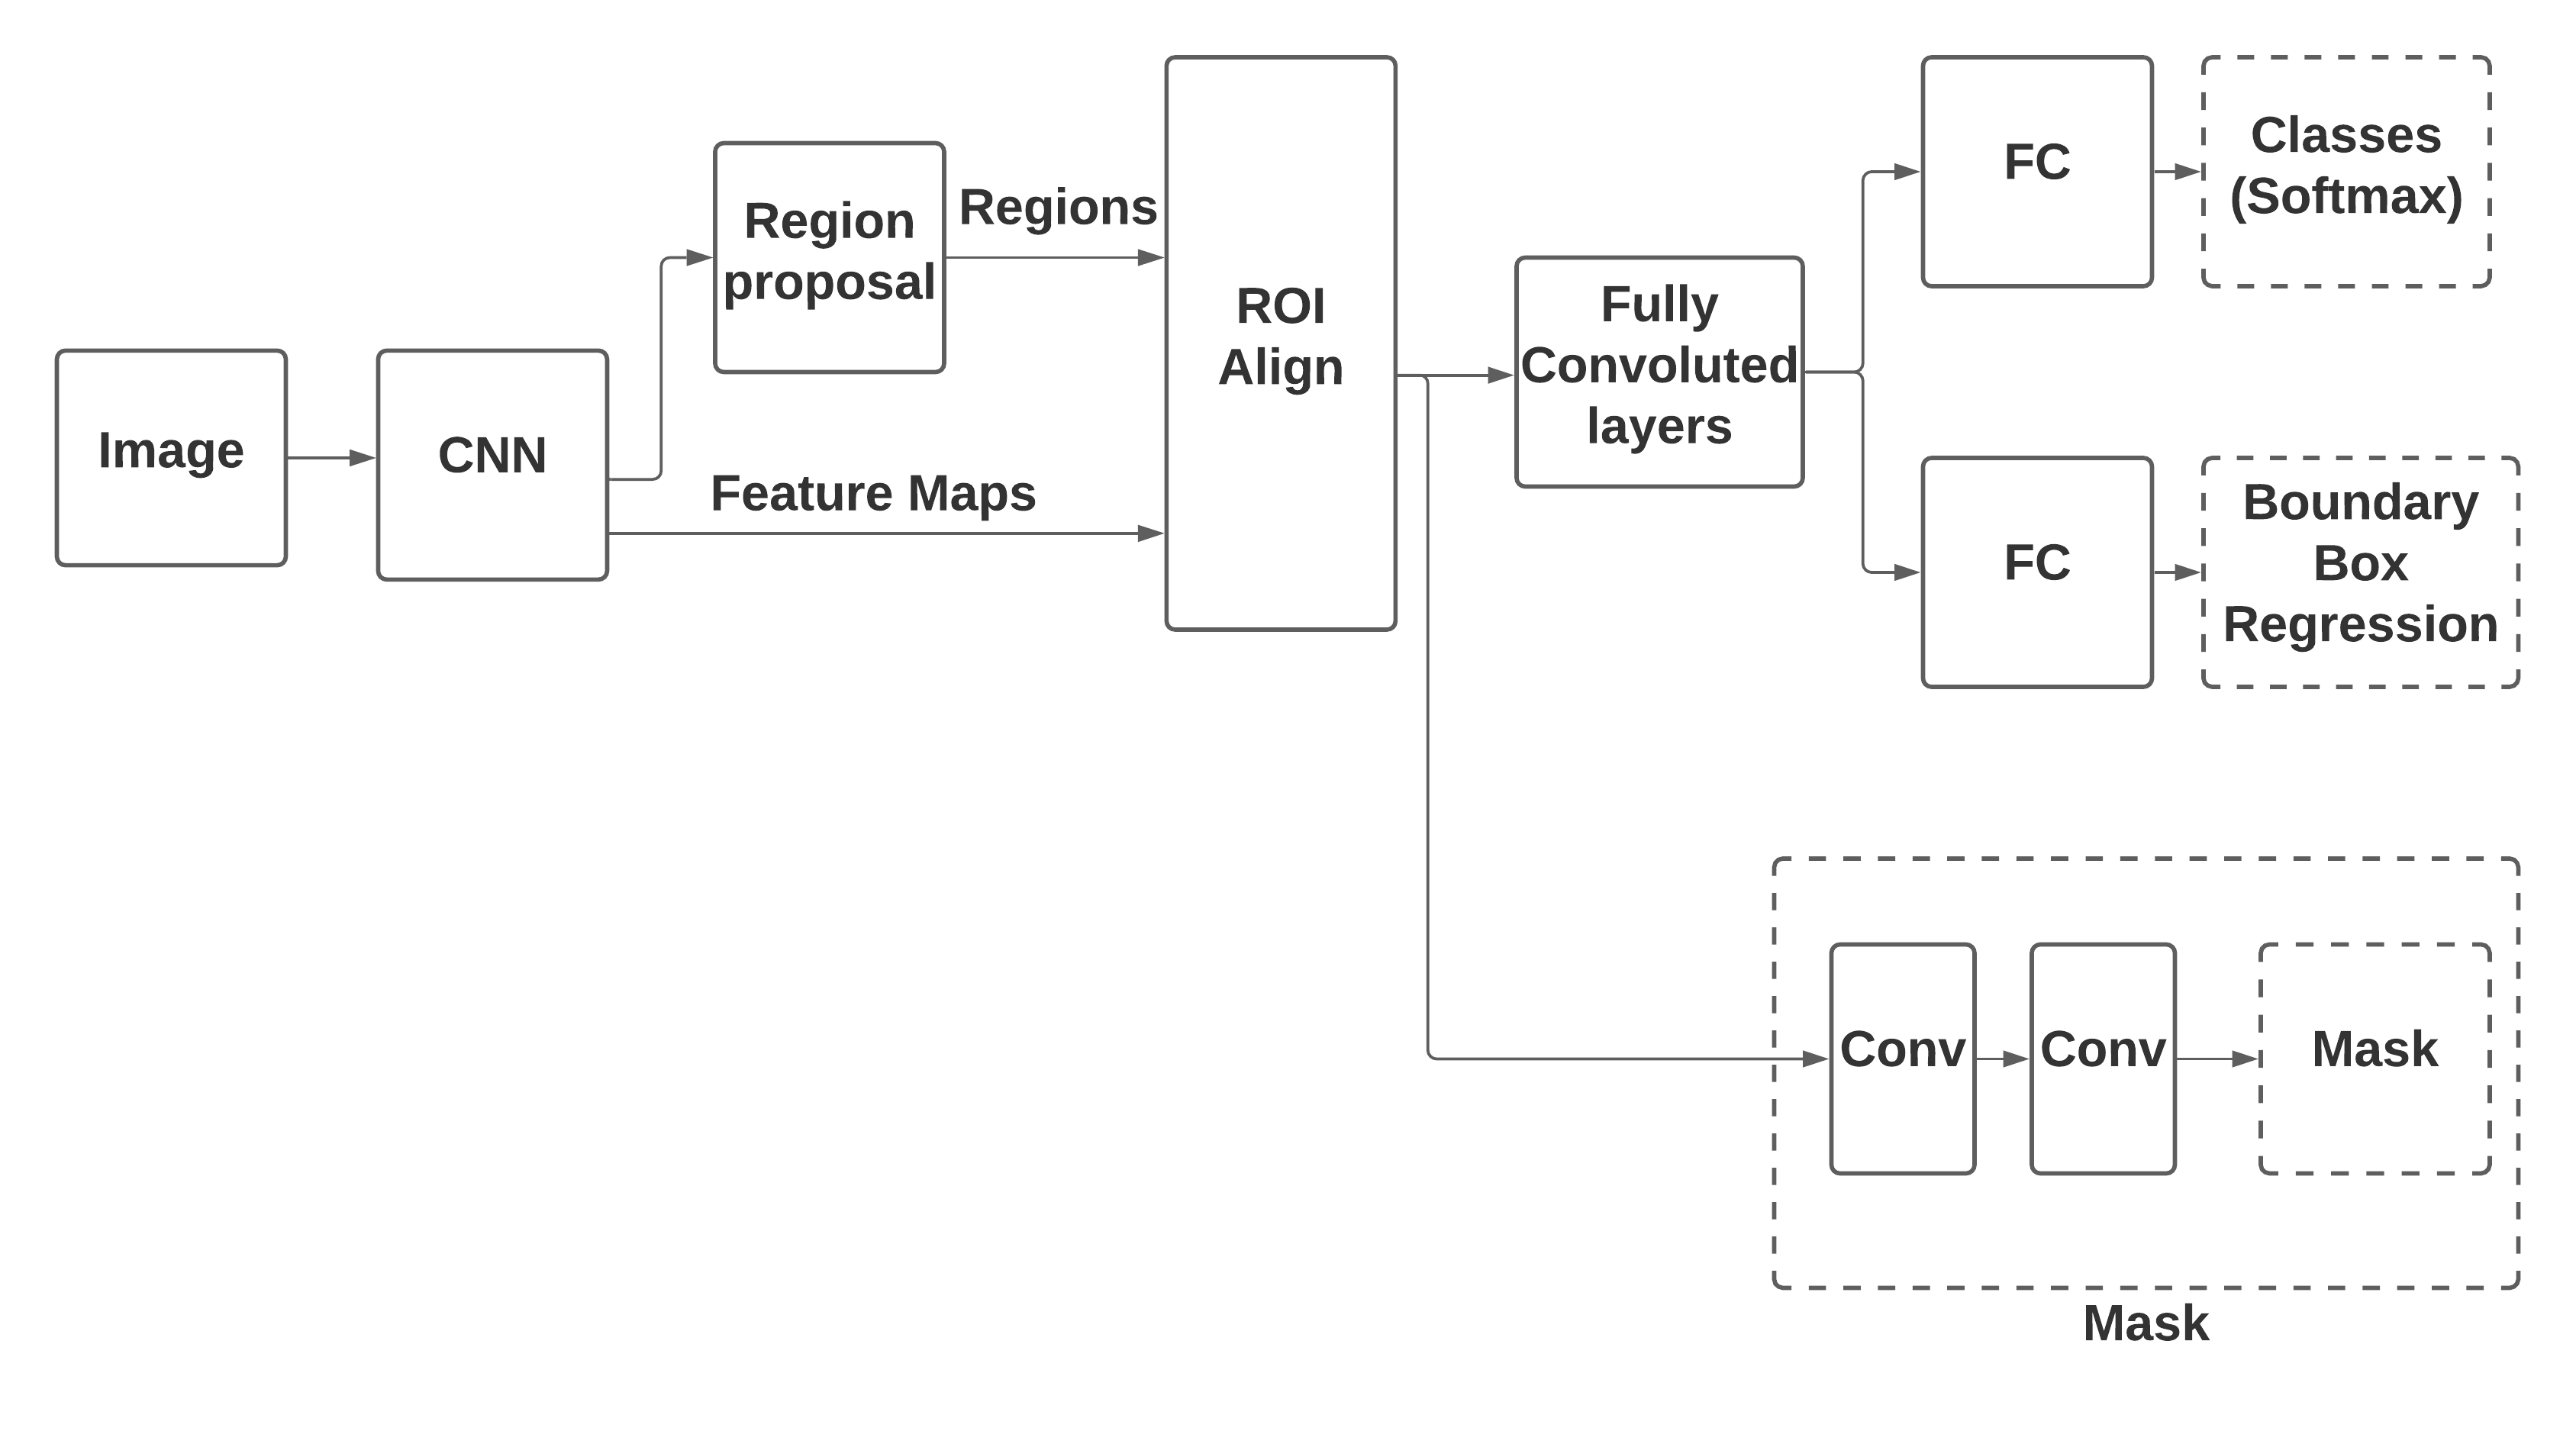 Image
CNN
Region
proposal
Regions
Feature Maps
ROI
Align
Fully
Convoluted
layers
FC
Classes
(Softmax)
FC
Boundary
Box
Regression
Conv
Conv
Mask
Mask